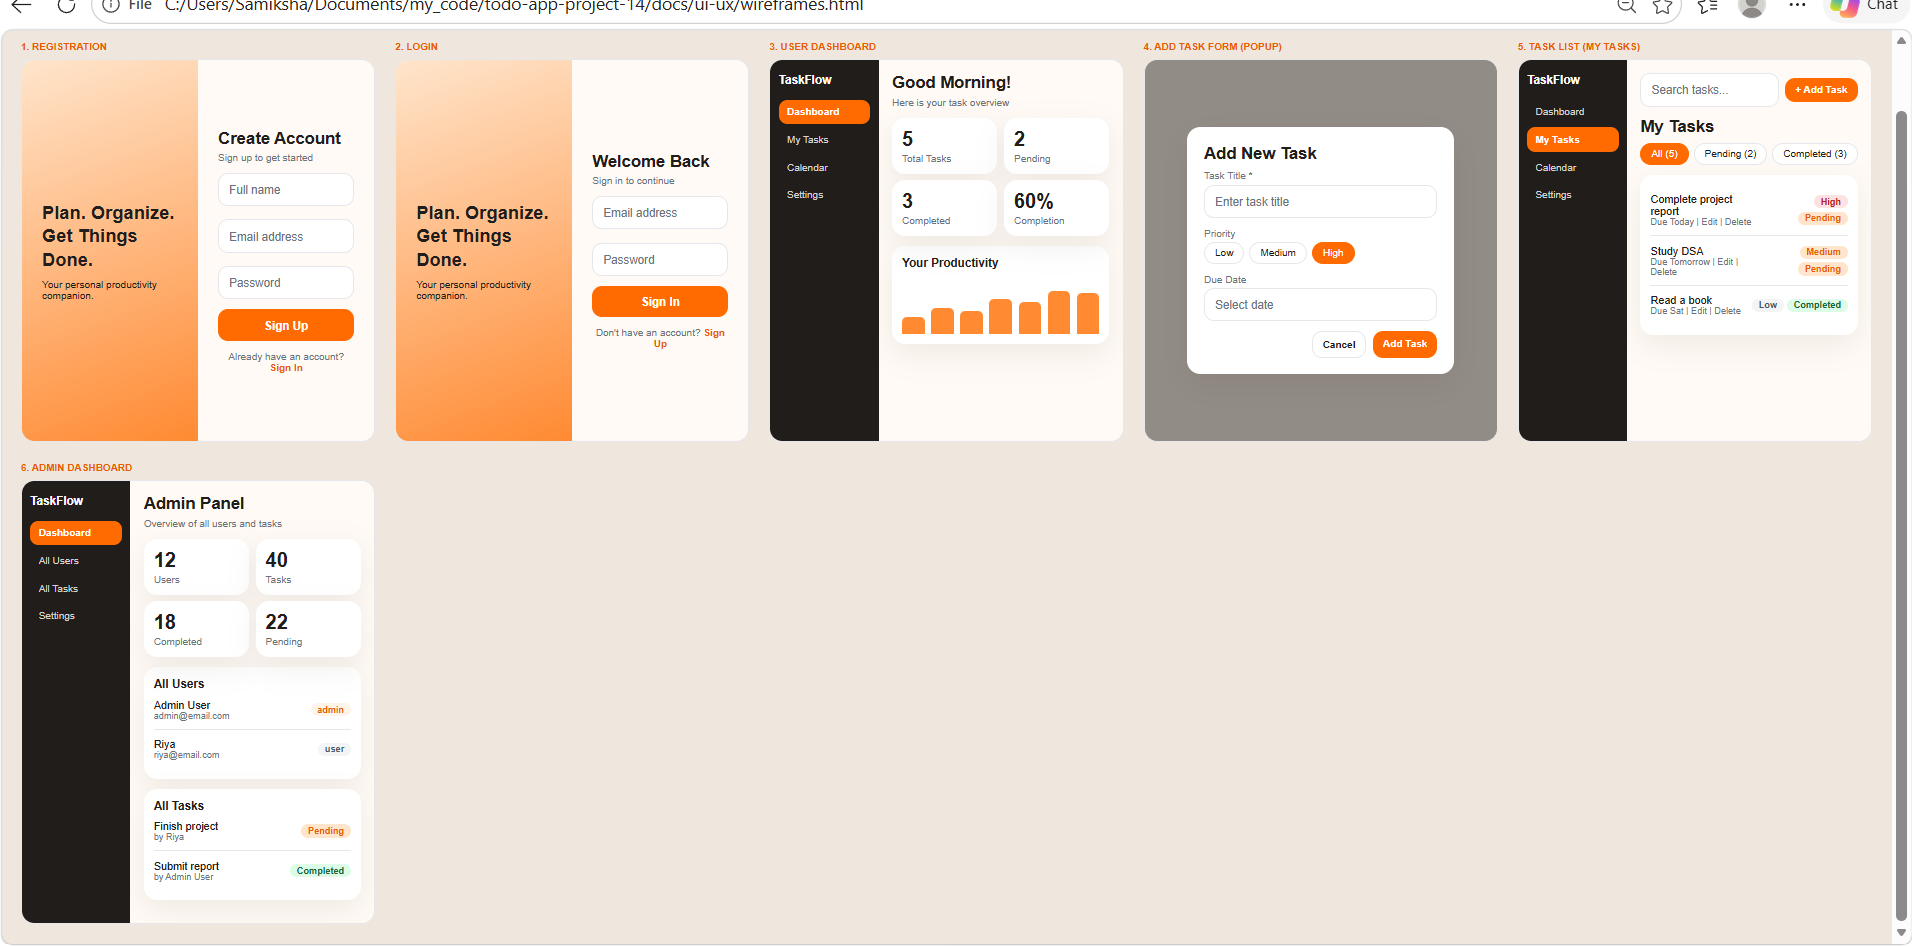 File C:/Users/Samiksha/Documents/my_code/todo-app-project-14/docs/ui-ux/wireframes.html
Chat
1. REGISTRATION
Plan. Organize.
Get Things
Done.
Your personal productivity
companion.
Create Account
Sign up to get started
Full name
Email address
Password
Sign Up
Already have an account?
Sign In
2. LOGIN
Plan. Organize.
Get Things
Done.
Your personal productivity
companion.
Welcome Back
Sign in to continue
Email address
Password
Sign In
Don't have an account? Sign
Up
3. USER DASHBOARD
TaskFlow
Dashboard
My Tasks
Calendar
Settings
Good Morning!
Here is your task overview
5
Total Tasks
2
Pending
3
Completed
60%
Completion
Your Productivity
4. ADD TASK FORM (POPUP)
Add New Task
Task Title *
Enter task title
Priority
Low Medium High
Due Date
Select date
Cancel Add Task
5. TASK LIST (MY TASKS)
TaskFlow
Dashboard
My Tasks
Calendar
Settings
Search tasks...
+ Add Task
My Tasks
All (5) Pending (2) Completed (3)
Complete project
report
Due Today | Edit | Delete
High
Pending
Study DSA
Due Tomorrow | Edit |
Delete
Medium
Pending
Read a book
Due Sat | Edit | Delete
Low Completed
6. ADMIN DASHBOARD
TaskFlow
Dashboard
All Users
All Tasks
Settings
Admin Panel
Overview of all users and tasks
12
Users
40
Tasks
18
Completed
22
Pending
All Users
Admin User
admin@email.com
admin
Riya
riya@email.com
user
All Tasks
Finish project
by Riya
Pending
Submit report
by Admin User
Completed